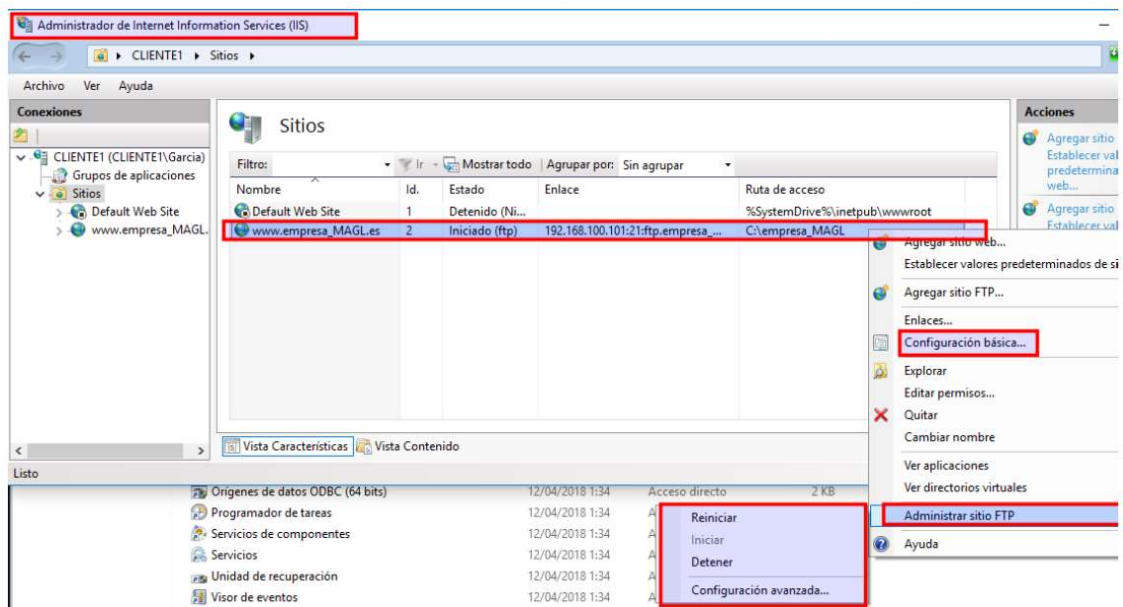 Administrador de Internet Information Services (IIS)
CLIENTE1 Sitios
Archivo Ver Ayuda
Conexiones
CLIENTE1 (CLIENTE1\Garcia)
Grupos de aplicaciones
Sitios
Default Web Site
www.empresa_MAGL.
Sitios
Filtro: Ir Mostrar todo Agrupar por: Sin agrupar
Nombre Id. Estado Enlace Ruta de acceso
Default Web Site 1 Detenido (Ni... %SystemDrive%\inetpub\wwwroot
www.empresa_MAGL.es 2 Iniciado (ftp) 192.168.100.101:21:ftp.empresa_... C:\empresa_MAGL
Vista Características Vista Contenido
Listo
Acciones
Agregar sitio
Establecer val
predetermina
web...
Agregar sitio
Establecer val
Agregar sitio web...
Establecer valores predeterminados de si
Agregar sitio FTP...
Enlaces...
Configuración básica...
Explorar
Editar permisos...
Quitar
Cambiar nombre
Ver aplicaciones
Ver directorios virtuales
Administrar sitio FTP
Ayuda
Orígenes de datos ODBC (64 bits) 12/04/2018 1:34 Acceso directo 2 KB
Programador de tareas 12/04/2018 1:34 A
Servicios de componentes 12/04/2018 1:34 A
Servicios 12/04/2018 1:34 A
Unidad de recuperación 12/04/2018 1:34 A
Visor de eventos 12/04/2018 1:34 A
Reiniciar
Iniciar
Detener
Configuración avanzada...